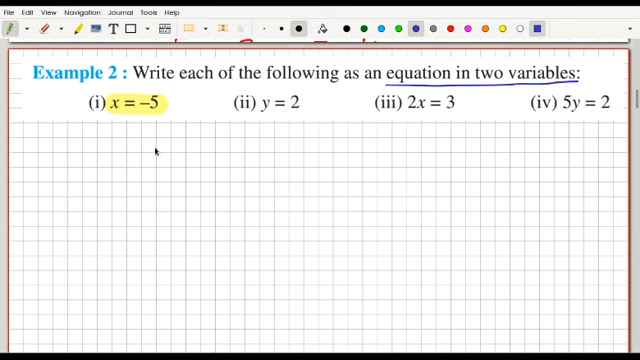 File Edit View Navigation Journal Tools Help
T
Example 2 : Write each of the following as an equation in two variables:
(i) x = –5 (ii) y = 2 (iii) 2x = 3 (iv) 5y = 2